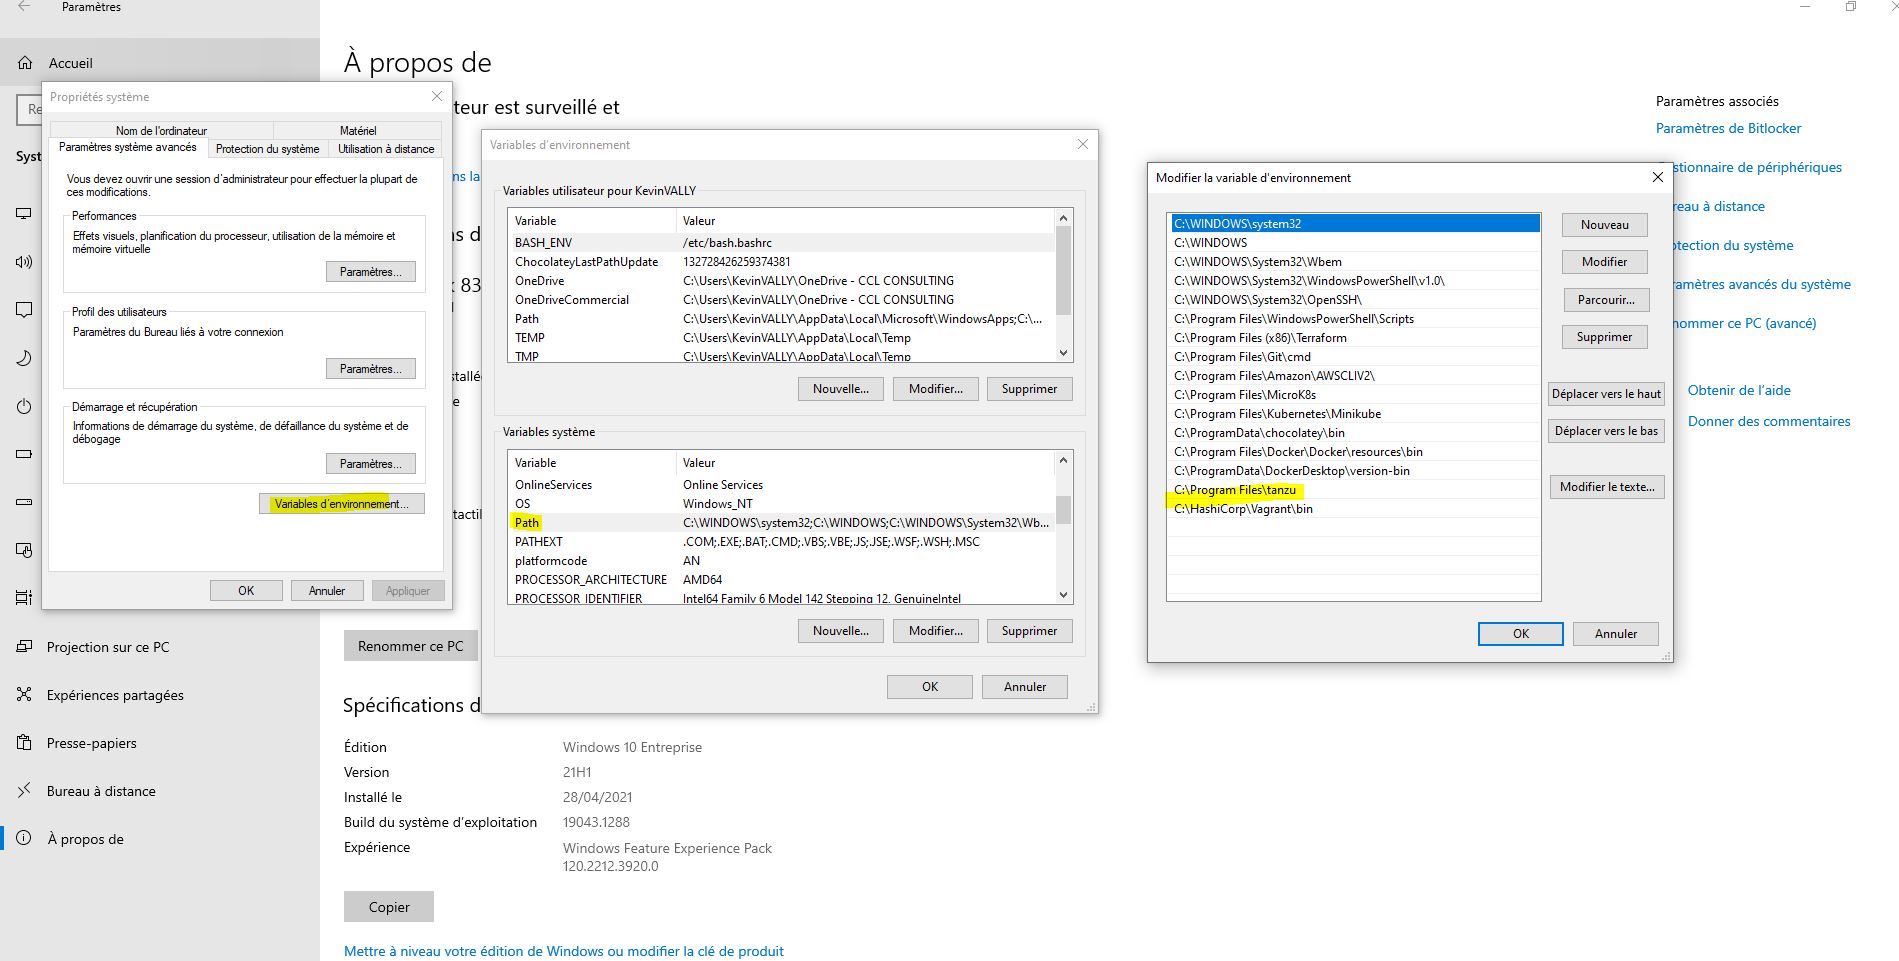 Paramètres
Accueil
Re
Syst
Projection sur ce PC
Expériences partagées
Presse-papiers
Bureau à distance
À propos de
À propos de
teur est surveillé et
ns la
ns d
x 83
stallée
e
tactil
Renommer ce PC
Spécifications d
Édition Windows 10 Entreprise
Version 21H1
Installé le 28/04/2021
Build du système d'exploitation 19043.1288
Expérience Windows Feature Experience Pack
120.2212.3920.0
Copier
Mettre à niveau votre édition de Windows ou modifier la clé de produit
Propriétés système
Nom de l'ordinateur Matériel
Paramètres système avancés Protection du système Utilisation à distance
Vous devez ouvrir une session d'administrateur pour effectuer la plupart de
ces modifications.
Performances
Effets visuels, planification du processeur, utilisation de la mémoire et
mémoire virtuelle
Paramètres...
Profil des utilisateurs
Paramètres du Bureau liés à votre connexion
Paramètres...
Démarrage et récupération
Informations de démarrage du système, de défaillance du système et de
débogage
Paramètres...
Variables d'environnement...
OK Annuler Appliquer
Variables d'environnement
Variables utilisateur pour KevinVALLY
Variable Valeur
BASH_ENV /etc/bash.bashrc
ChocolateyLastPathUpdate 132728426259374381
OneDrive C:\Users\KevinVALLY\OneDrive - CCL CONSULTING
OneDriveCommercial C:\Users\KevinVALLY\OneDrive - CCL CONSULTING
Path C:\Users\KevinVALLY\AppData\Local\Microsoft\WindowsApps;C:\...
TEMP C:\Users\KevinVALLY\AppData\Local\Temp
TMP C:\Users\KevinVALLY\AppData\Local\Temp
Nouvelle... Modifier... Supprimer
Variables système
Variable Valeur
OnlineServices Online Services
OS Windows_NT
Path C:\WINDOWS\system32;C:\WINDOWS;C:\WINDOWS\System32\Wb...
PATHEXT .COM;.EXE;.BAT;.CMD;.VBS;.VBE;.JS;.JSE;.WSF;.WSH;.MSC
platformcode AN
PROCESSOR_ARCHITECTURE AMD64
PROCESSOR_IDENTIFIER Intel64 Family 6 Model 142 Stepping 12, GenuineIntel
Nouvelle... Modifier... Supprimer
OK Annuler
Modifier la variable d'environnement
C:\WINDOWS\system32
C:\WINDOWS
C:\WINDOWS\System32\Wbem
C:\WINDOWS\System32\WindowsPowerShell\v1.0\
C:\WINDOWS\System32\OpenSSH\
C:\Program Files\WindowsPowerShell\Scripts
C:\Program Files (x86)\Terraform
C:\Program Files\Git\cmd
C:\Program Files\Amazon\AWSCLIV2\
C:\Program Files\MicroK8s
C:\Program Files\Kubernetes\Minikube
C:\ProgramData\chocolatey\bin
C:\Program Files\Docker\Docker\resources\bin
C:\ProgramData\DockerDesktop\version-bin
C:\Program Files\tanzu
C:\HashiCorp\Vagrant\bin
Nouveau
Modifier
Parcourir...
Supprimer
Déplacer vers le haut
Déplacer vers le bas
Modifier le texte...
OK Annuler
Paramètres associés
Paramètres de Bitlocker
stionnaire de périphériques
reau à distance
otection du système
ramètres avancés du système
nommer ce PC (avancé)
Obtenir de l'aide
Donner des commentaires